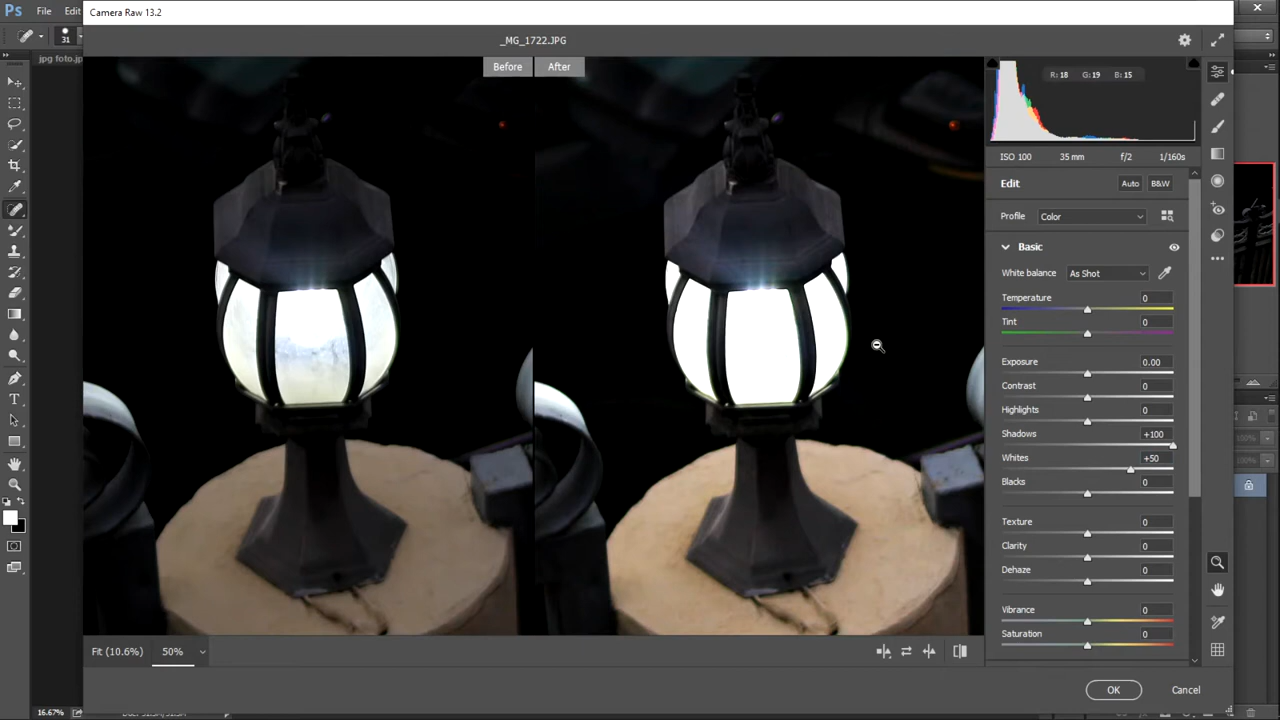 Camera Raw 13.2
Ps File Edi
_MG_1722.JPG
31
jpg foto.jp
Before After
R: 18 G: 19 B: 15
ISO 100 35 mm f/2 1/160s
Edit Auto B&W
Profile Color
Basic
White balance As Shot
Temperature 0
Tint 0
Exposure 0.00
Contrast 0
Highlights 0
Shadows +100
Whites +50
Blacks 0
Texture 0
Clarity 0
Dehaze 0
Vibrance 0
Saturation 0
Fit (10.6%) 50%
OK Cancel
16.67%